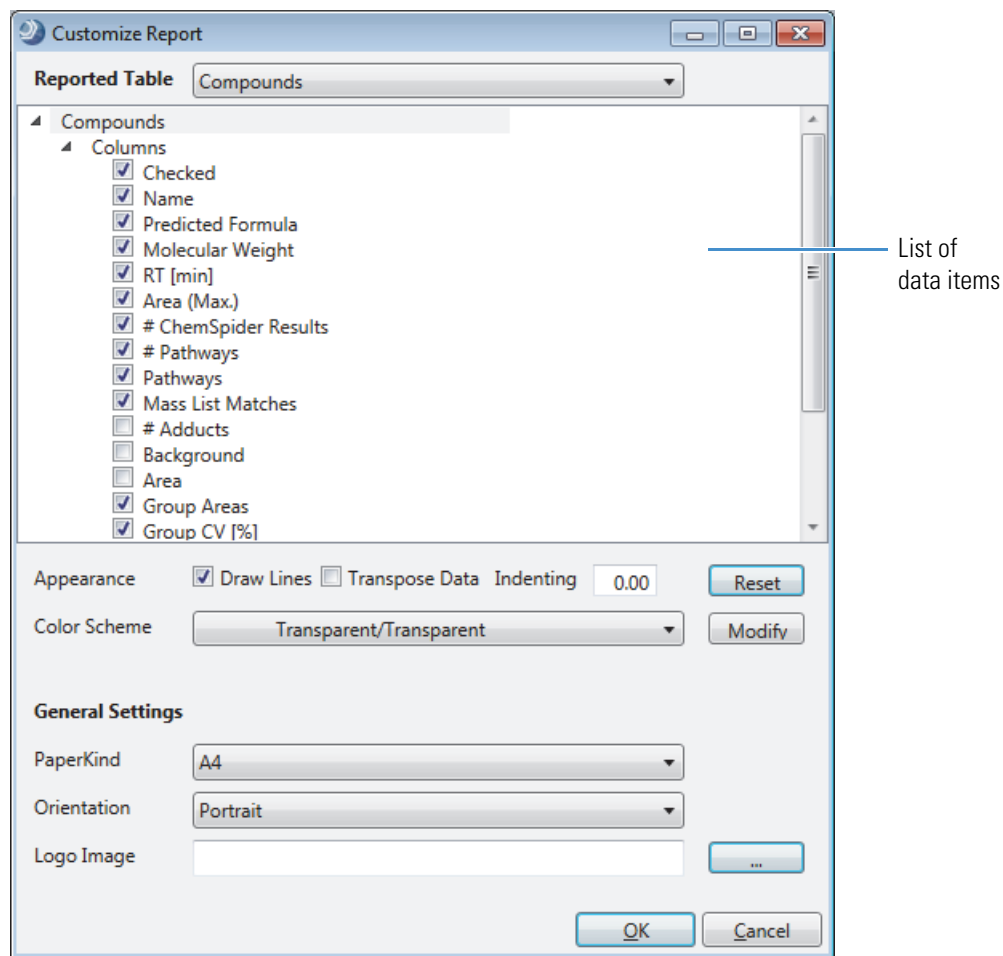 Customize Report
Reported Table Compounds
Compounds
Columns
Checked
Name
Predicted Formula
Molecular Weight
RT [min]
Area (Max.)
# ChemSpider Results
# Pathways
Pathways
Mass List Matches
# Adducts
Background
Area
Group Areas
Group CV [%]
List of
data items
Appearance Draw Lines Transpose Data Indenting 0.00 Reset
Color Scheme Transparent/Transparent Modify
General Settings
PaperKind A4
Orientation Portrait
Logo Image ...
OK Cancel